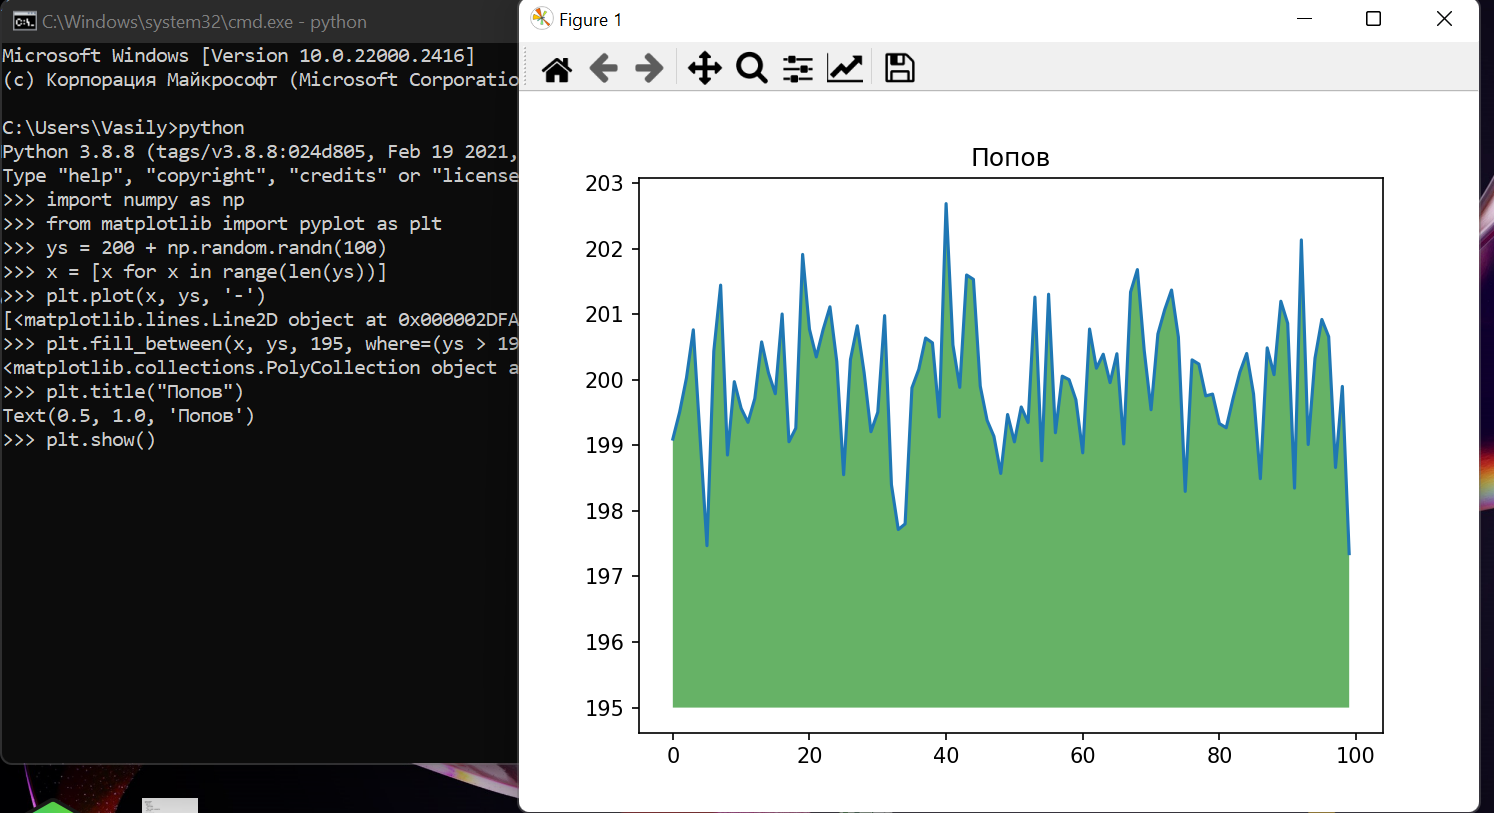 C:\Windows\system32\cmd.exe - python
Microsoft Windows [Version 10.0.22000.2416]
(c) Корпорация Майкрософт (Microsoft Corporatio
C:\Users\Vasily>python
Python 3.8.8 (tags/v3.8.8:024d805, Feb 19 2021,
Type "help", "copyright", "credits" or "license
>>> import numpy as np
>>> from matplotlib import pyplot as plt
>>> ys = 200 + np.random.randn(100)
>>> x = [x for x in range(len(ys))]
>>> plt.plot(x, ys, '-')
[<matplotlib.lines.Line2D object at 0x000002DFA
>>> plt.fill_between(x, ys, 195, where=(ys > 19
<matplotlib.collections.PolyCollection object a
>>> plt.title("Попов")
Text(0.5, 1.0, 'Попов')
>>> plt.show()
Figure 1
Попов
203
202
201
200
199
198
197
196
195
0 20 40 60 80 100